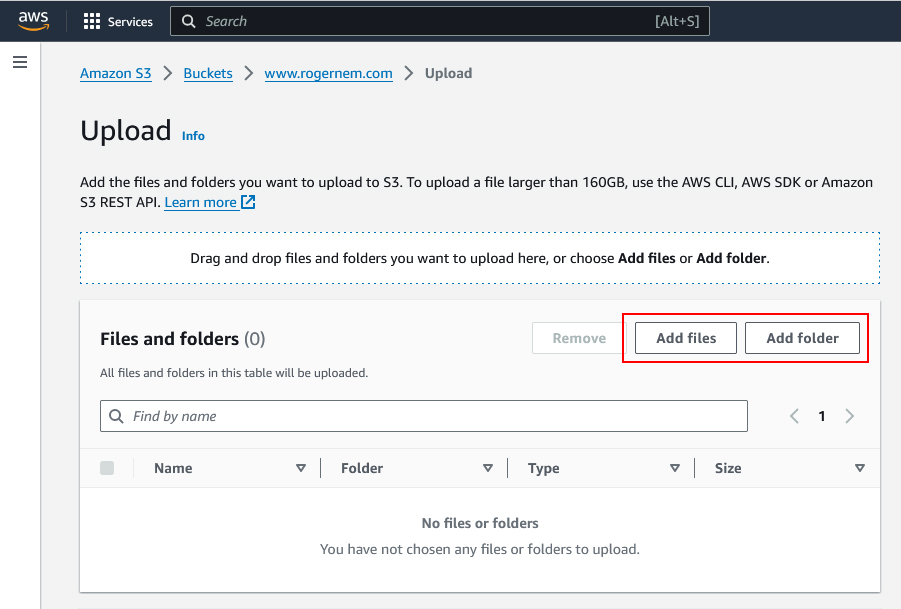 aws Services Search [Alt+S]
Amazon S3 > Buckets > www.rogernem.com > Upload
Upload Info
Add the files and folders you want to upload to S3. To upload a file larger than 160GB, use the AWS CLI, AWS SDK or Amazon
S3 REST API. Learn more
Drag and drop files and folders you want to upload here, or choose Add files or Add folder.
Files and folders (0) Remove Add files Add folder
All files and folders in this table will be uploaded.
Find by name < 1 >
Name Folder Type Size
No files or folders
You have not chosen any files or folders to upload.